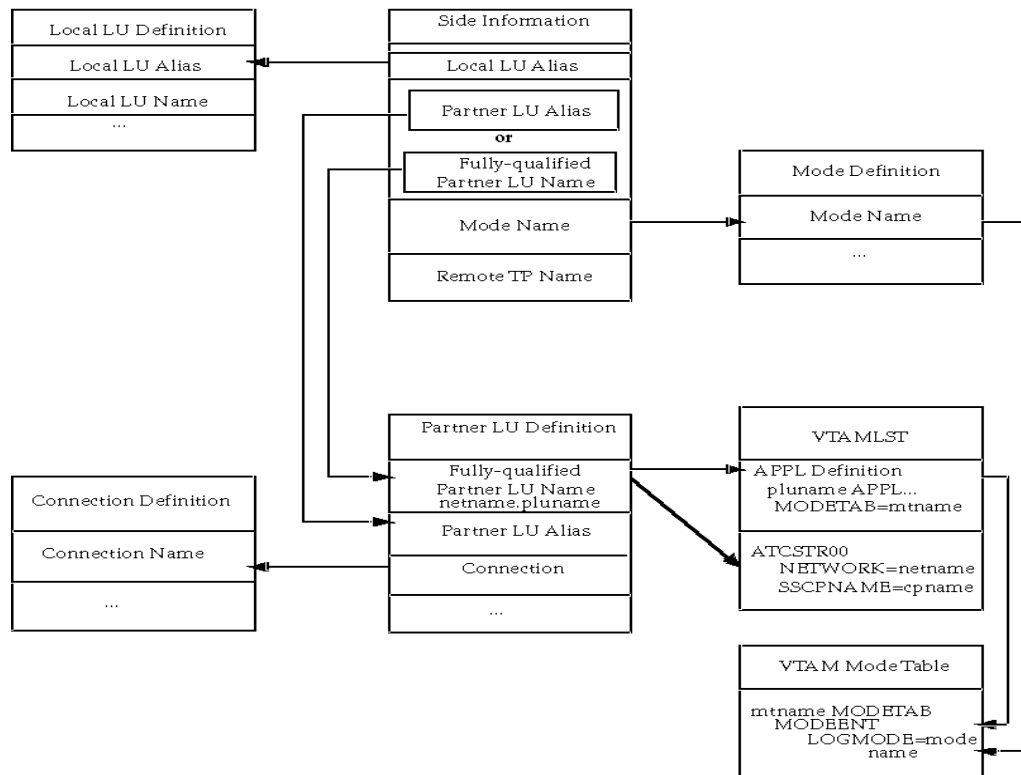 Local LU Definition
Local LU Alias
Local LU Name
...
Side Information
Local LU Alias
Partner LU Alias
or
Fully-qualified
Partner LU Name
Mode Name
Remote TP Name
Mode Definition
Mode Name
...
Partner LU Definition
Fully-qualified
Partner LU Name
netname.pluname
Partner LU Alias
Connection
...
Connection Definition
Connection Name
...
VTAMLST
APPL Definition
pluname APPL...
MODETAB=mtname
ATCSTR00
NETWORK=netname
SSCPNAME=cpname
VTAM Mode Table
mtname MODETAB
MODEENT
LOGMODE=mode
name